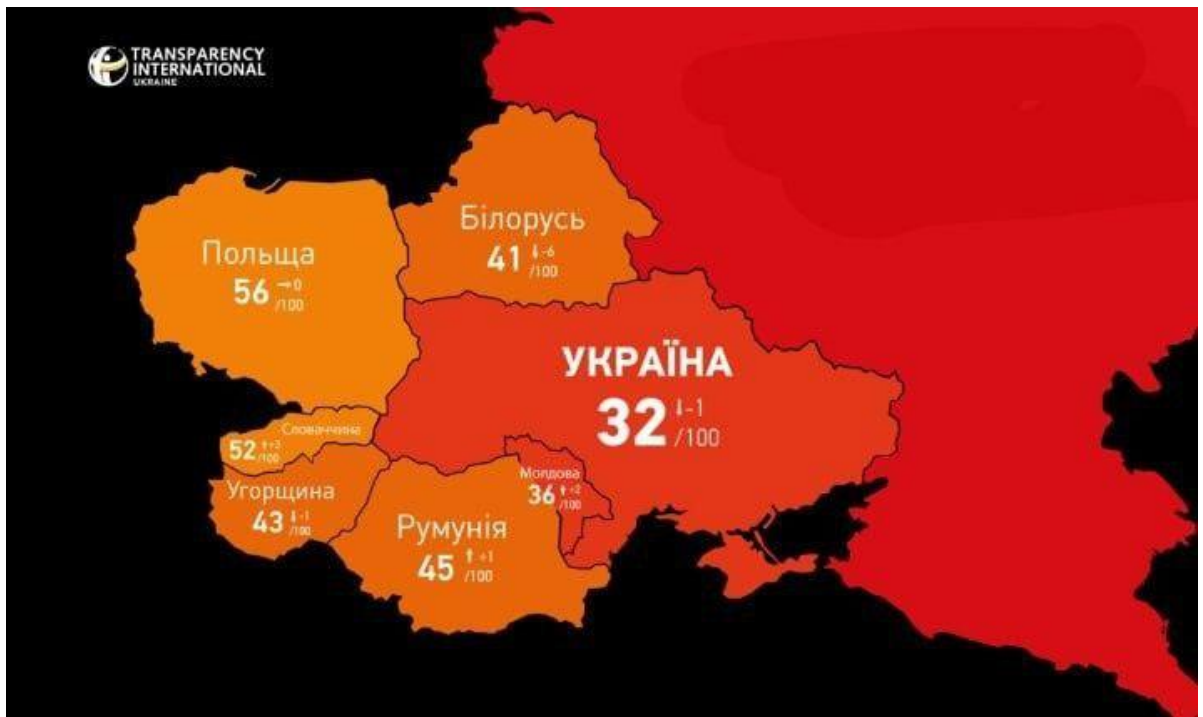 TRANSPARENCY
INTERNATIONAL
UKRAINE
Білорусь
41 ↓-6
/100
Польща
56 →0
/100
УКРАЇНА
32 ↓-1
/100
Словаччина
52 ↑+3
/100
Молдова
36 ↑+2
/100
Угорщина
43 ↓-1
/100
Румунія
45 ↑+1
/100